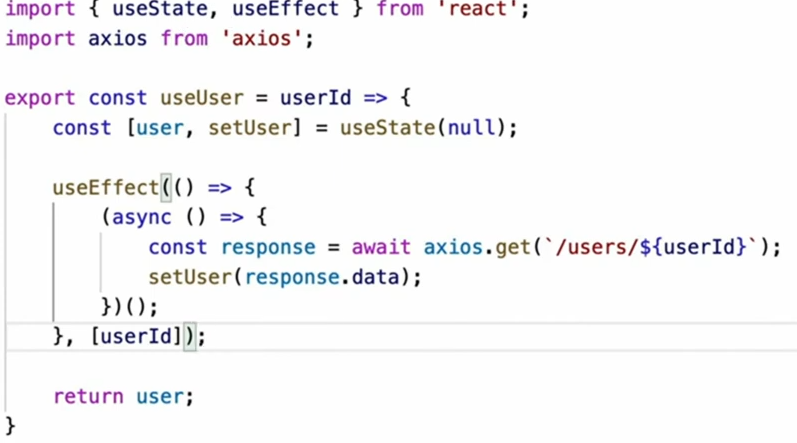 import { useState, useEffect } from 'react';
import axios from 'axios';
export const useUser = userId => {
const [user, setUser] = useState(null);
useEffect(() => {
(async () => {
const response = await axios.get(`/users/${userId}`);
setUser(response.data);
})();
}, [userId]);
return user;
}